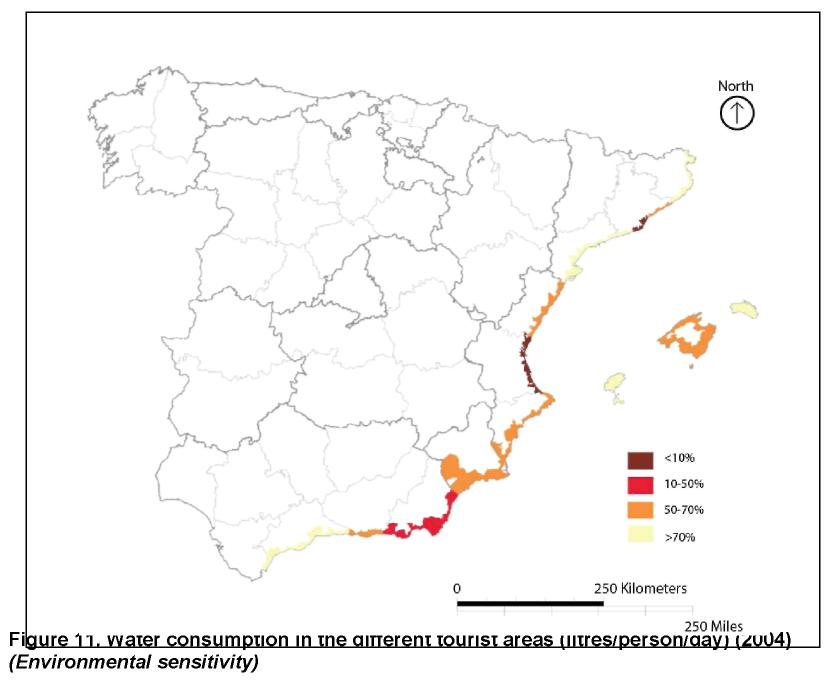 North
<10%
10-50%
50-70%
>70%
0 250 Kilometers
250 Miles
Figure 11. Water consumption in the different tourist areas (litres/person/day) (2004)
(Environmental sensitivity)